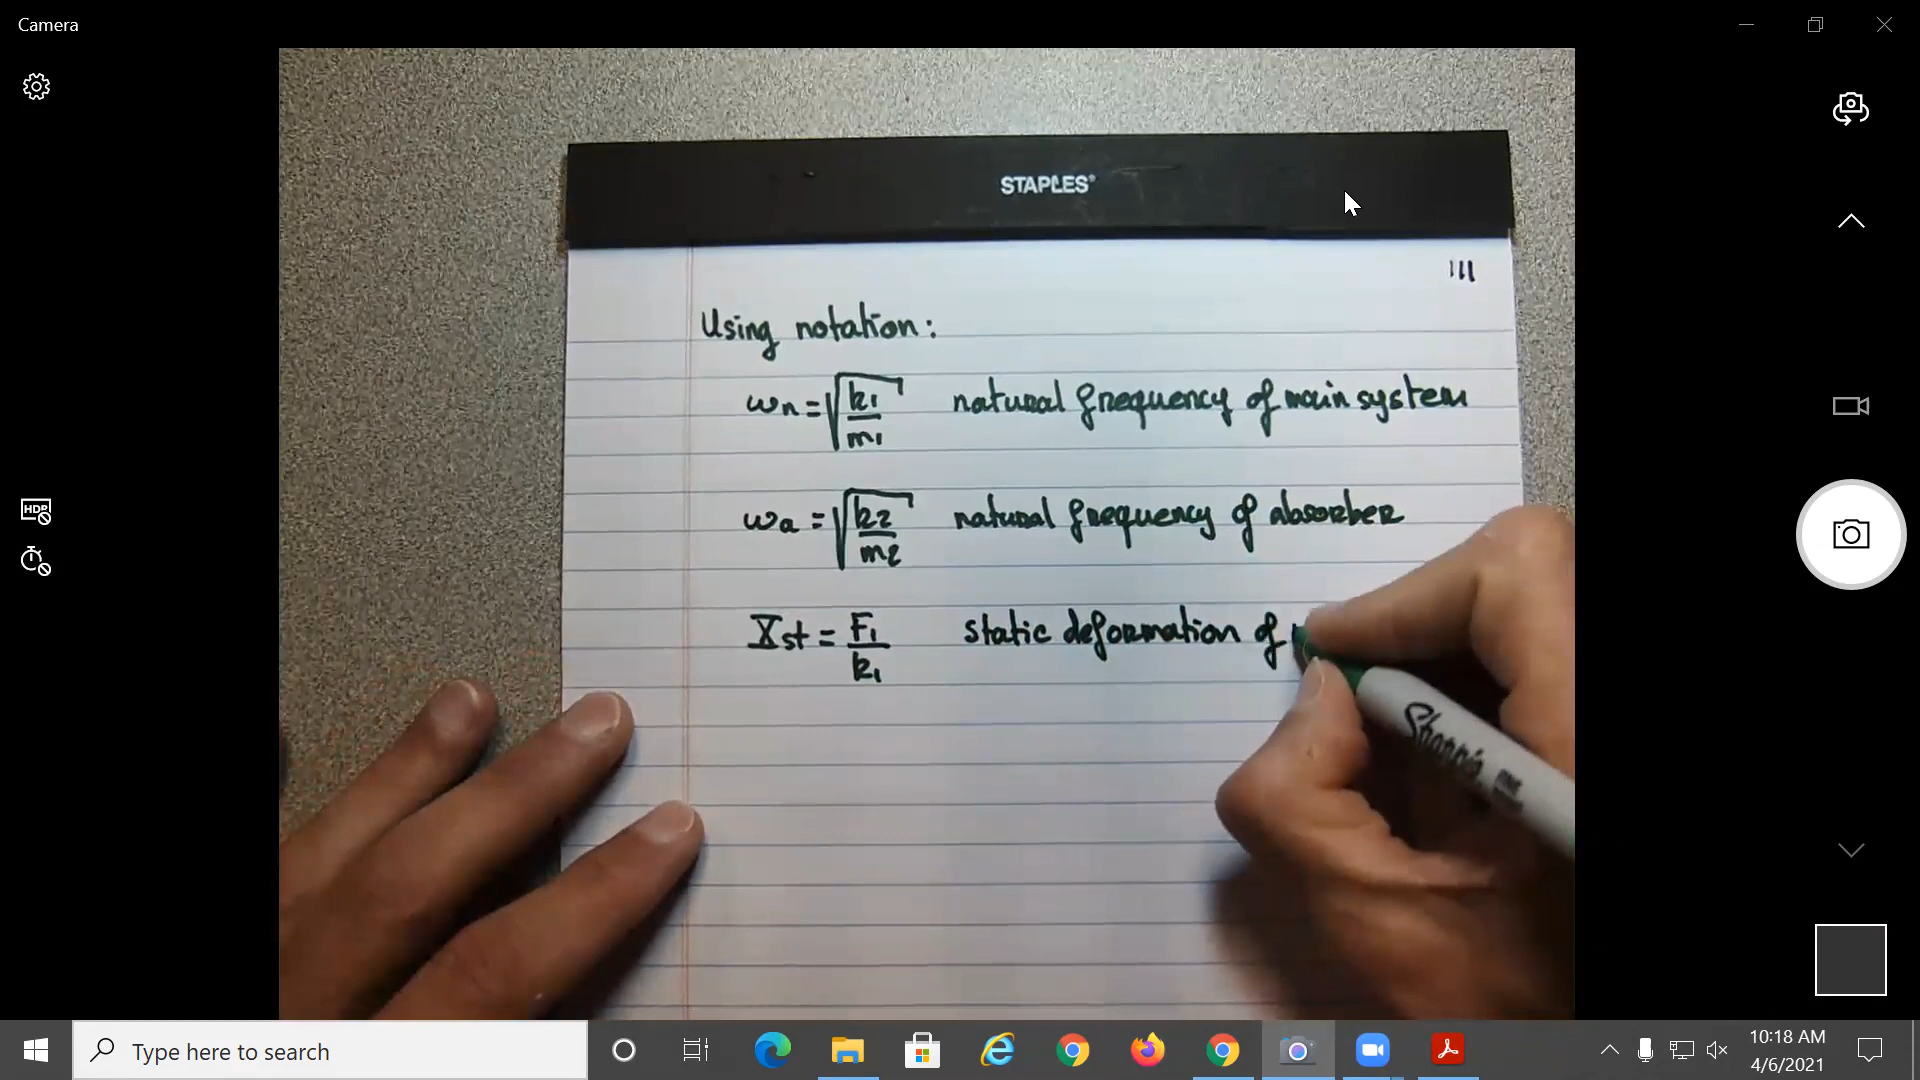 Camera
STAPLES®
111
Using notation:
ωn = √k1/m1 natural frequency of main system
ωa = √k2/m2 natural frequency of absorber
Xst = F1/k1 static deformation of
Sharpie
Type here to search
10:18 AM
4/6/2021